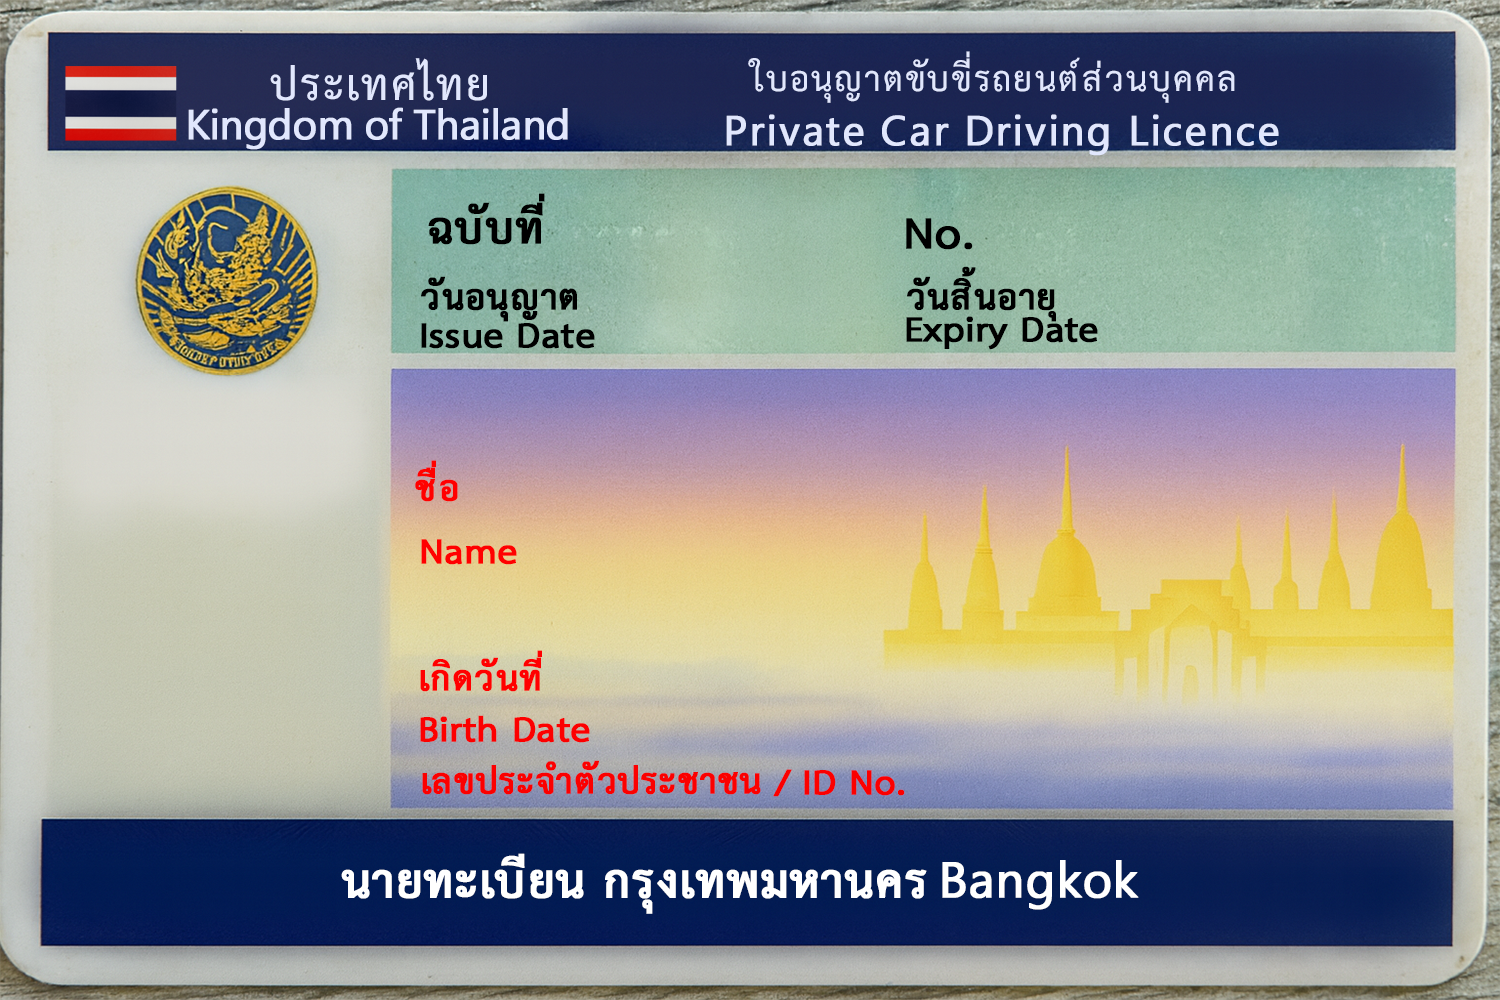 ประเทศไทย
Kingdom of Thailand
ใบอนุญาตขับขี่รถยนต์ส่วนบุคคล
Private Car Driving Licence
ฉบับที่
No.
วันอนุญาต
Issue Date
วันสิ้นอายุ
Expiry Date
ชื่อ
Name
เกิดวันที่
Birth Date
เลขประจำตัวประชาชน / ID No.
นายทะเบียน กรุงเทพมหานคร Bangkok